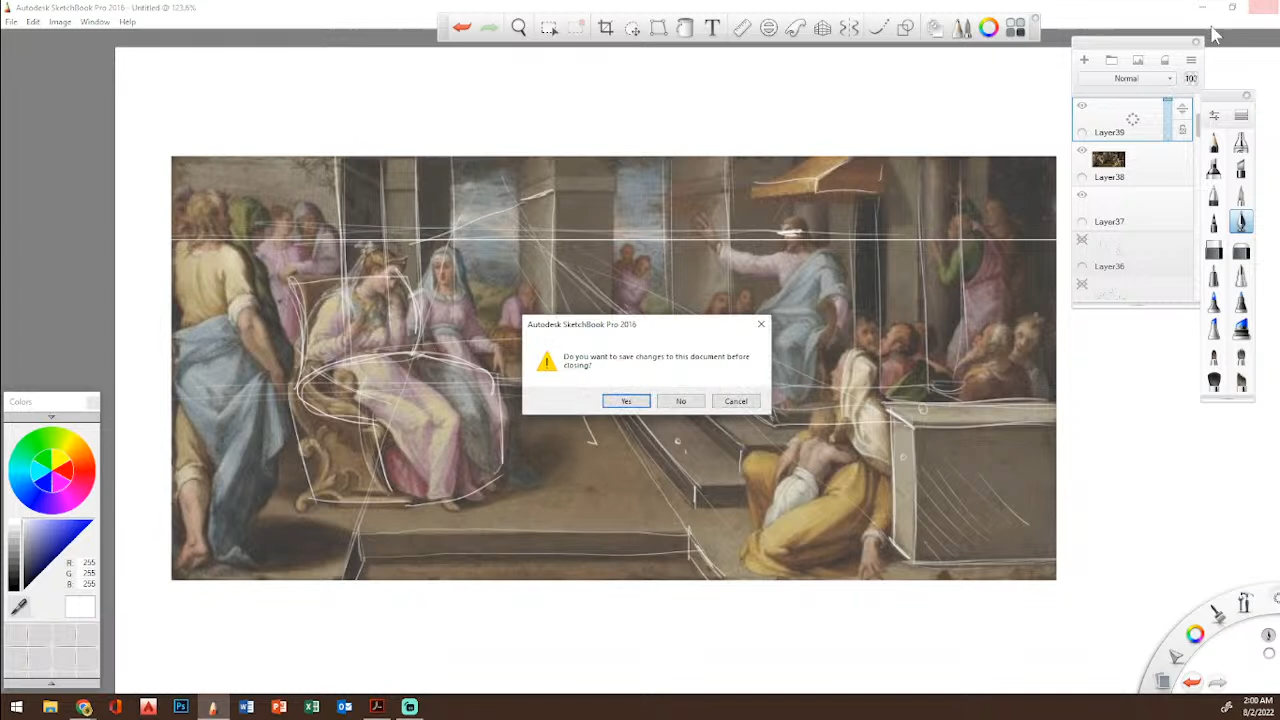 Autodesk SketchBook Pro 2016 - Untitled @ 123.6%
File Edit Image Window Help
T
Normal 100
Layer39
Layer38
Layer37
Layer36
Autodesk SketchBook Pro 2016
Do you want to save changes to this document before
closing?
Yes No Cancel
Colors
R: 255
G: 255
B: 255
Ps
2:00 AM
8/2/2022